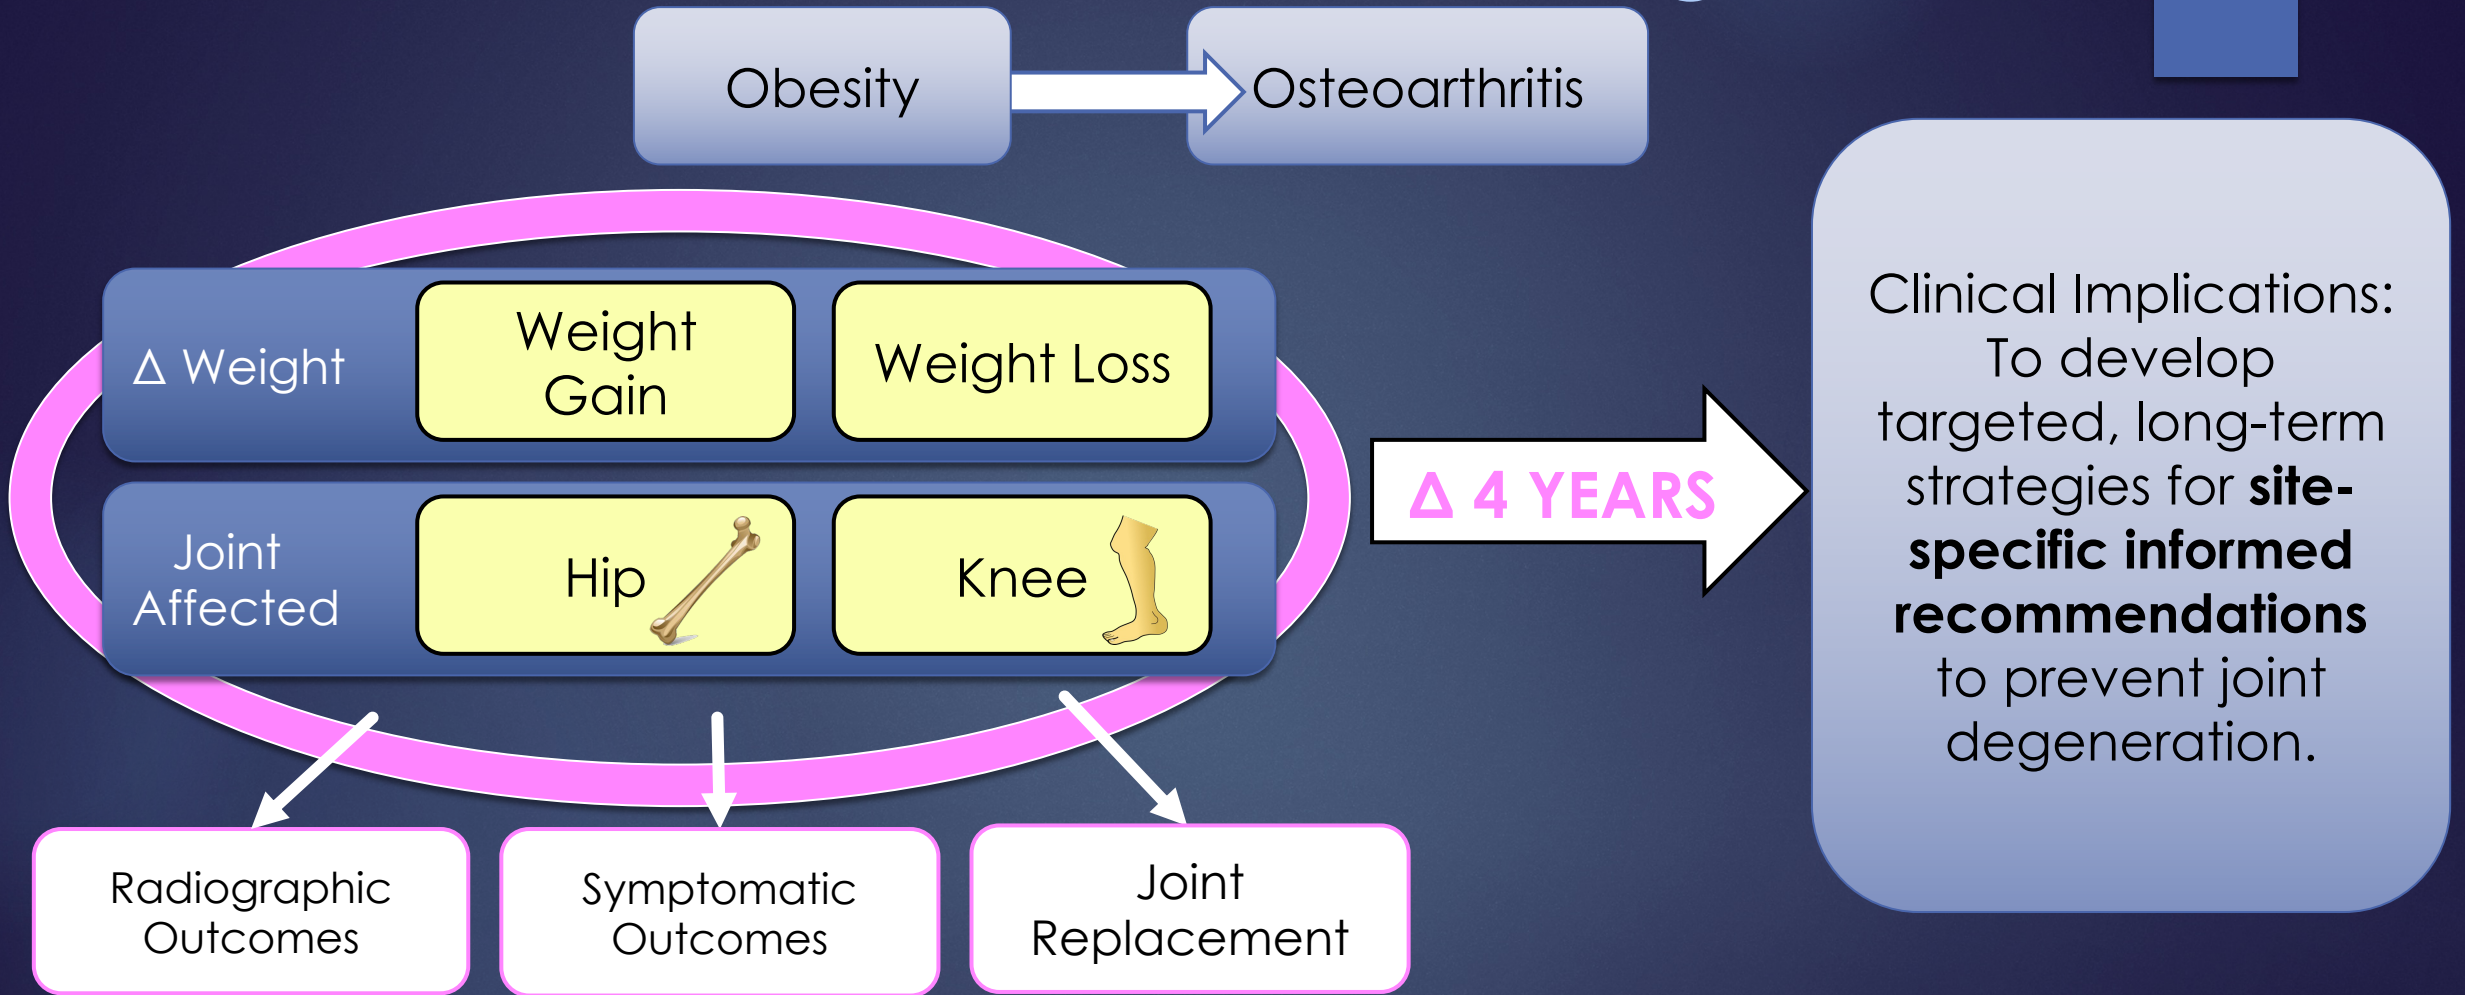 Obesity
Osteoarthritis
Δ Weight
Weight
Gain
Weight Loss
Joint
Affected
Hip
Knee
Δ 4 YEARS
Radiographic
Outcomes
Symptomatic
Outcomes
Joint
Replacement
Clinical Implications:
To develop
targeted, long-term
strategies for site-
specific informed
recommendations
to prevent joint
degeneration.